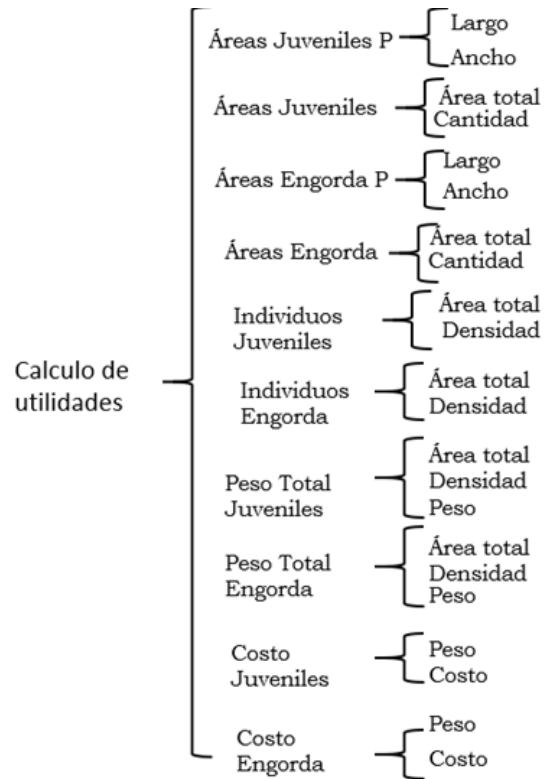 Calculo de
utilidades
Áreas Juveniles P
Largo
Ancho
Áreas Juveniles
Área total
Cantidad
Áreas Engorda P
Largo
Ancho
Áreas Engorda
Área total
Cantidad
Individuos
Juveniles
Área total
Densidad
Individuos
Engorda
Área total
Densidad
Peso Total
Juveniles
Área total
Densidad
Peso
Peso Total
Engorda
Área total
Densidad
Peso
Costo
Juveniles
Peso
Costo
Costo
Engorda
Peso
Costo